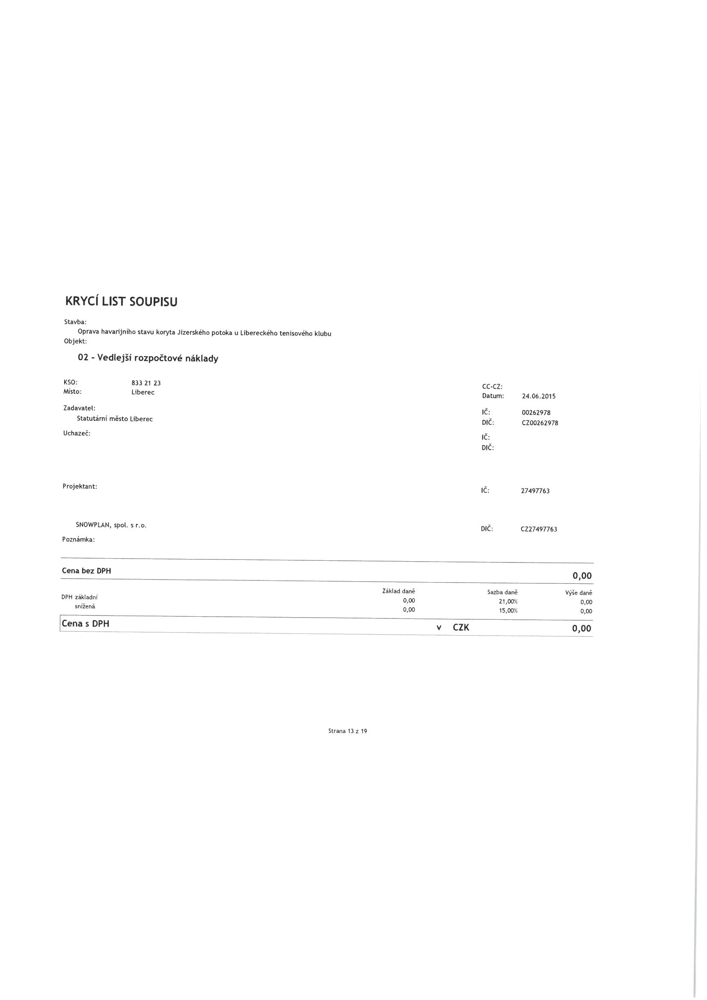 KRYCÍ LIST SOUPISU
Stavba:
Oprava havarijního stavu koryta Jizerského potoka u Libereckého tenisového klubu
Objekt:
02 - Vedlejší rozpočtové náklady
KSO: 833 21 23 CC-CZ:
Místo: Liberec Datum: 24.06.2015
Zadavatel: IČ: 00262978
Statutární město Liberec DIČ: CZ00262978
Uchazeč: IČ:
DIČ:
Projektant: IČ: 27497763
SNOWPLAN, spol. s r.o. DIČ: CZ27497763
Poznámka:
Cena bez DPH 0,00
Základ daně Sazba daně Výše daně
DPH základní 0,00 21,00% 0,00
snížená 0,00 15,00% 0,00
Cena s DPH v CZK 0,00
Strana 13 z 19